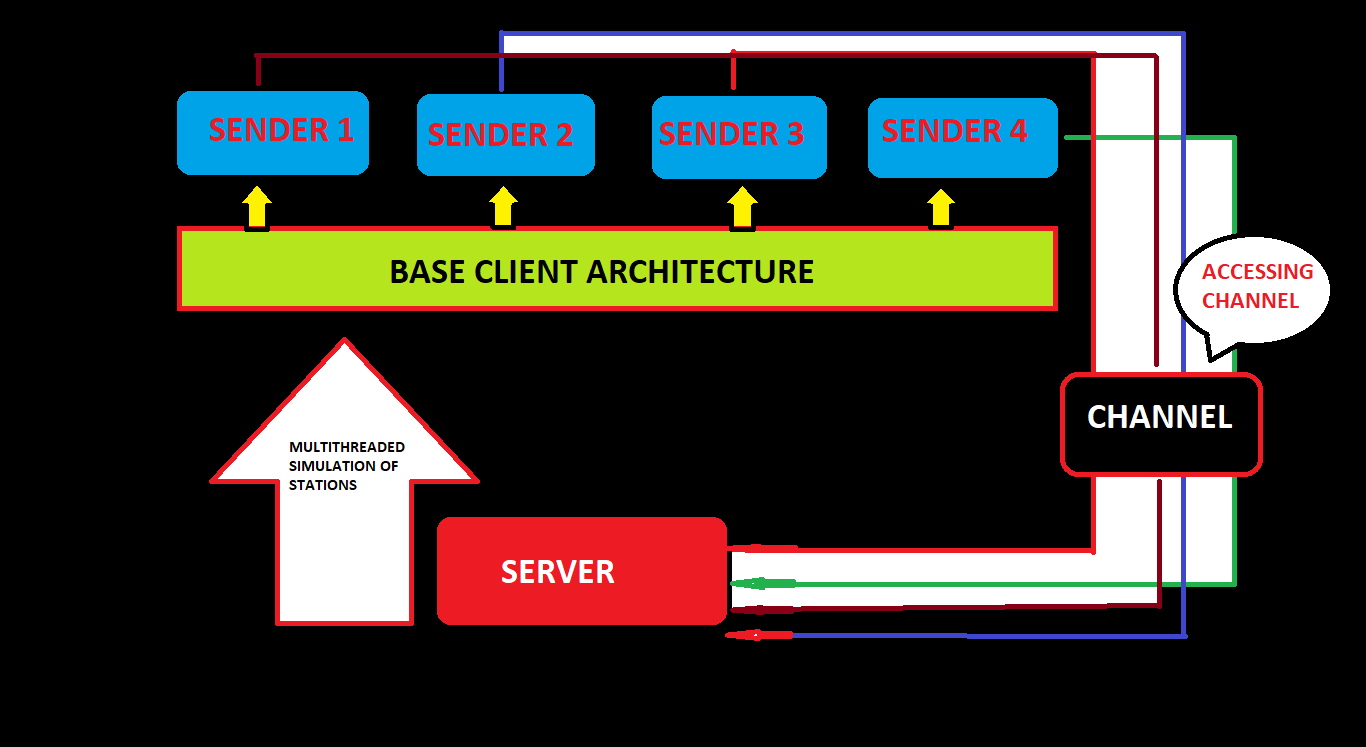 SENDER 1
SENDER 2
SENDER 3
SENDER 4
BASE CLIENT ARCHITECTURE
ACCESSING
CHANNEL
CHANNEL
MULTITHREADED
SIMULATION OF
STATIONS
SERVER